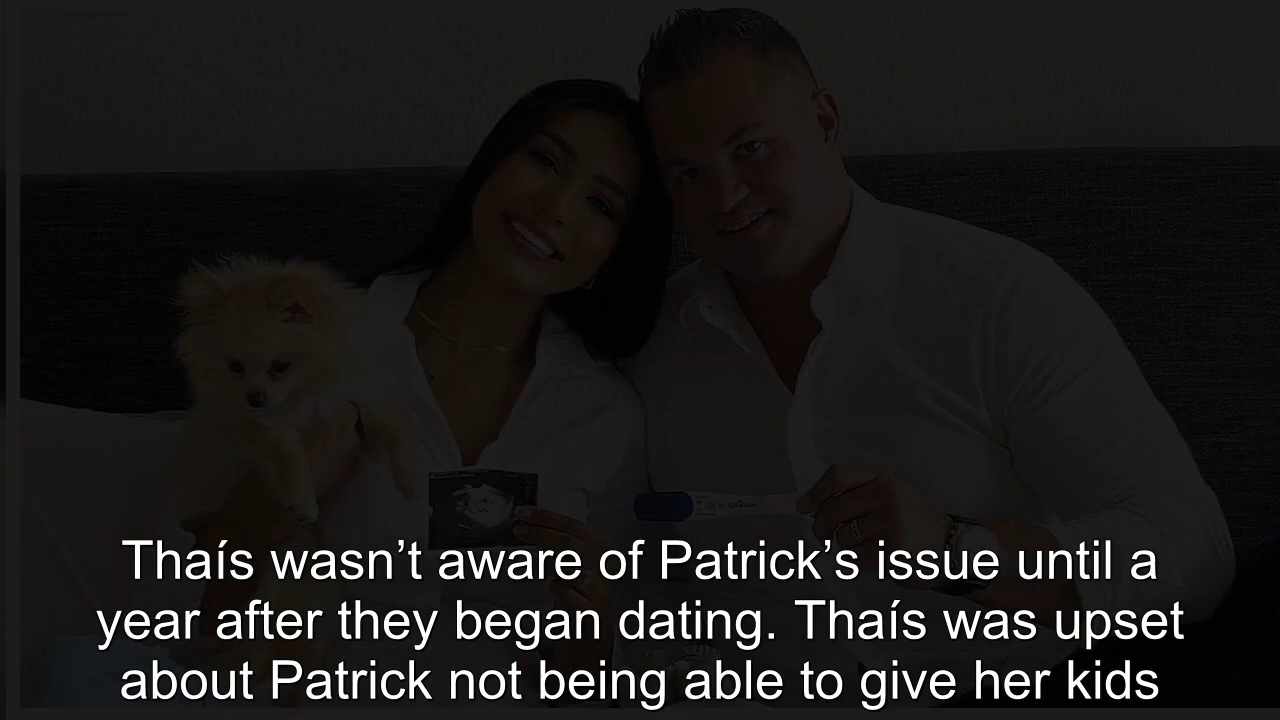 Thaís wasn’t aware of Patrick’s issue until a
year after they began dating. Thaís was upset
about Patrick not being able to give her kids